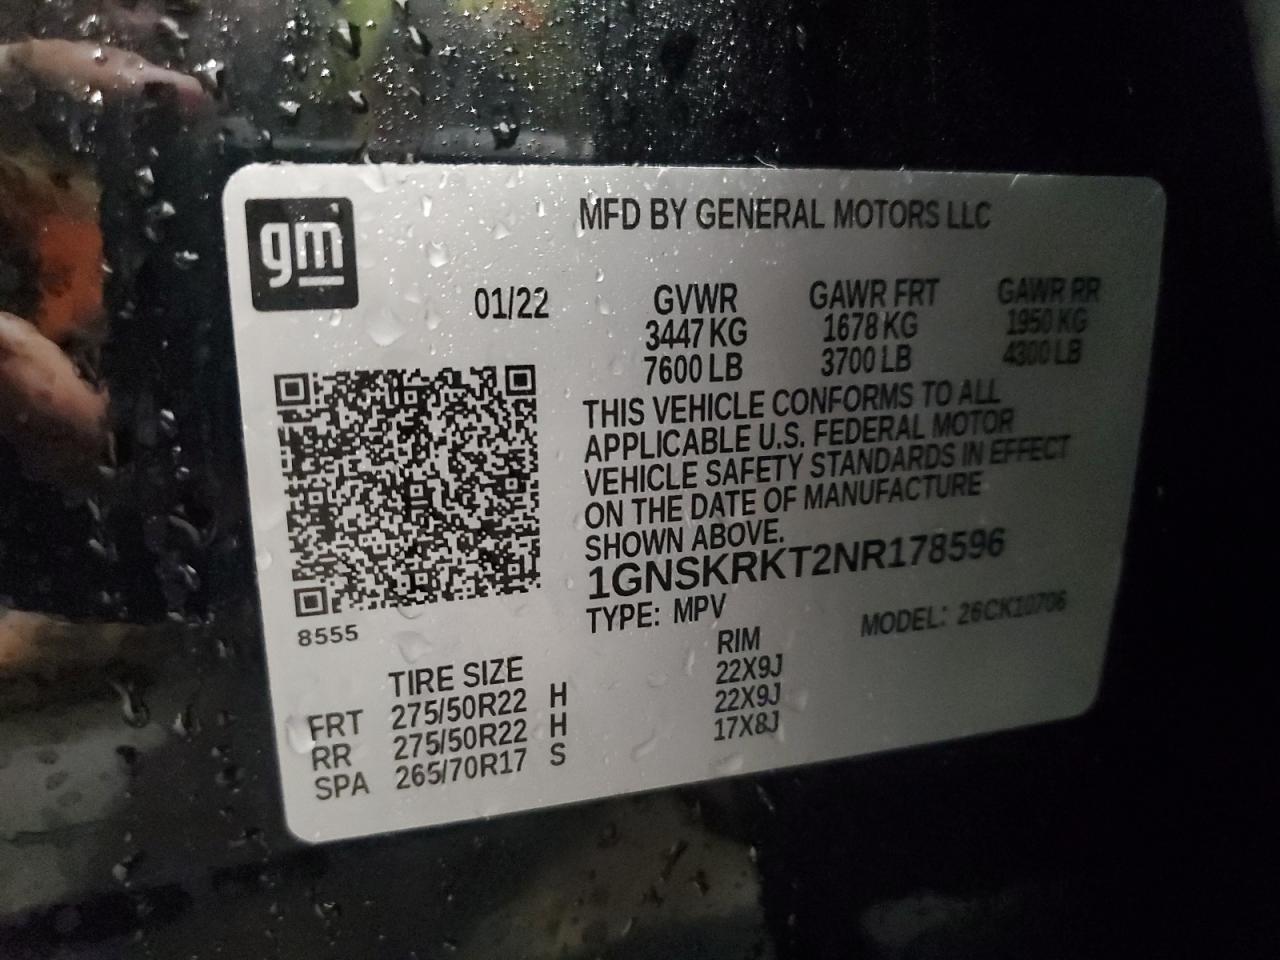 gm
MFD BY GENERAL MOTORS LLC
01/22 GVWR GAWR FRT GAWR RR
3447 KG 1678 KG 1950 KG
7600 LB 3700 LB 4300 LB
THIS VEHICLE CONFORMS TO ALL
APPLICABLE U.S. FEDERAL MOTOR
VEHICLE SAFETY STANDARDS IN EFFECT
ON THE DATE OF MANUFACTURE
SHOWN ABOVE.
1GNSKRKT2NR178596
TYPE: MPV MODEL: 26CK10706
8555
TIRE SIZE RIM
FRT 275/50R22 H 22X9J
RR 275/50R22 H 22X9J
SPA 265/70R17 S 17X8J